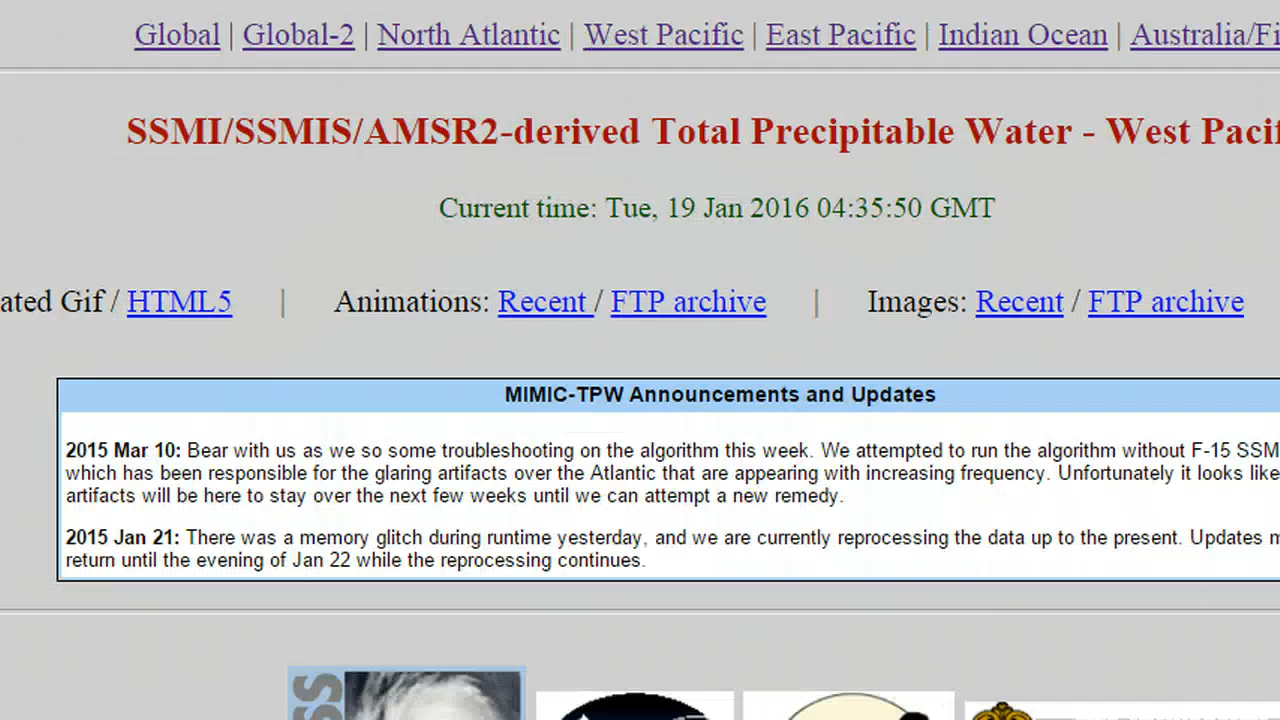 Global | Global-2 | North Atlantic | West Pacific | East Pacific | Indian Ocean | Australia/Fi
SSMI/SSMIS/AMSR2-derived Total Precipitable Water - West Pacif
Current time: Tue, 19 Jan 2016 04:35:50 GMT
ated Gif / HTML5 | Animations: Recent / FTP archive | Images: Recent / FTP archive
MIMIC-TPW Announcements and Updates
2015 Mar 10: Bear with us as we so some troubleshooting on the algorithm this week. We attempted to run the algorithm without F-15 SSM
which has been responsible for the glaring artifacts over the Atlantic that are appearing with increasing frequency. Unfortunately it looks like
artifacts will be here to stay over the next few weeks until we can attempt a new remedy.
2015 Jan 21: There was a memory glitch during runtime yesterday, and we are currently reprocessing the data up to the present. Updates m
return until the evening of Jan 22 while the reprocessing continues.
SS